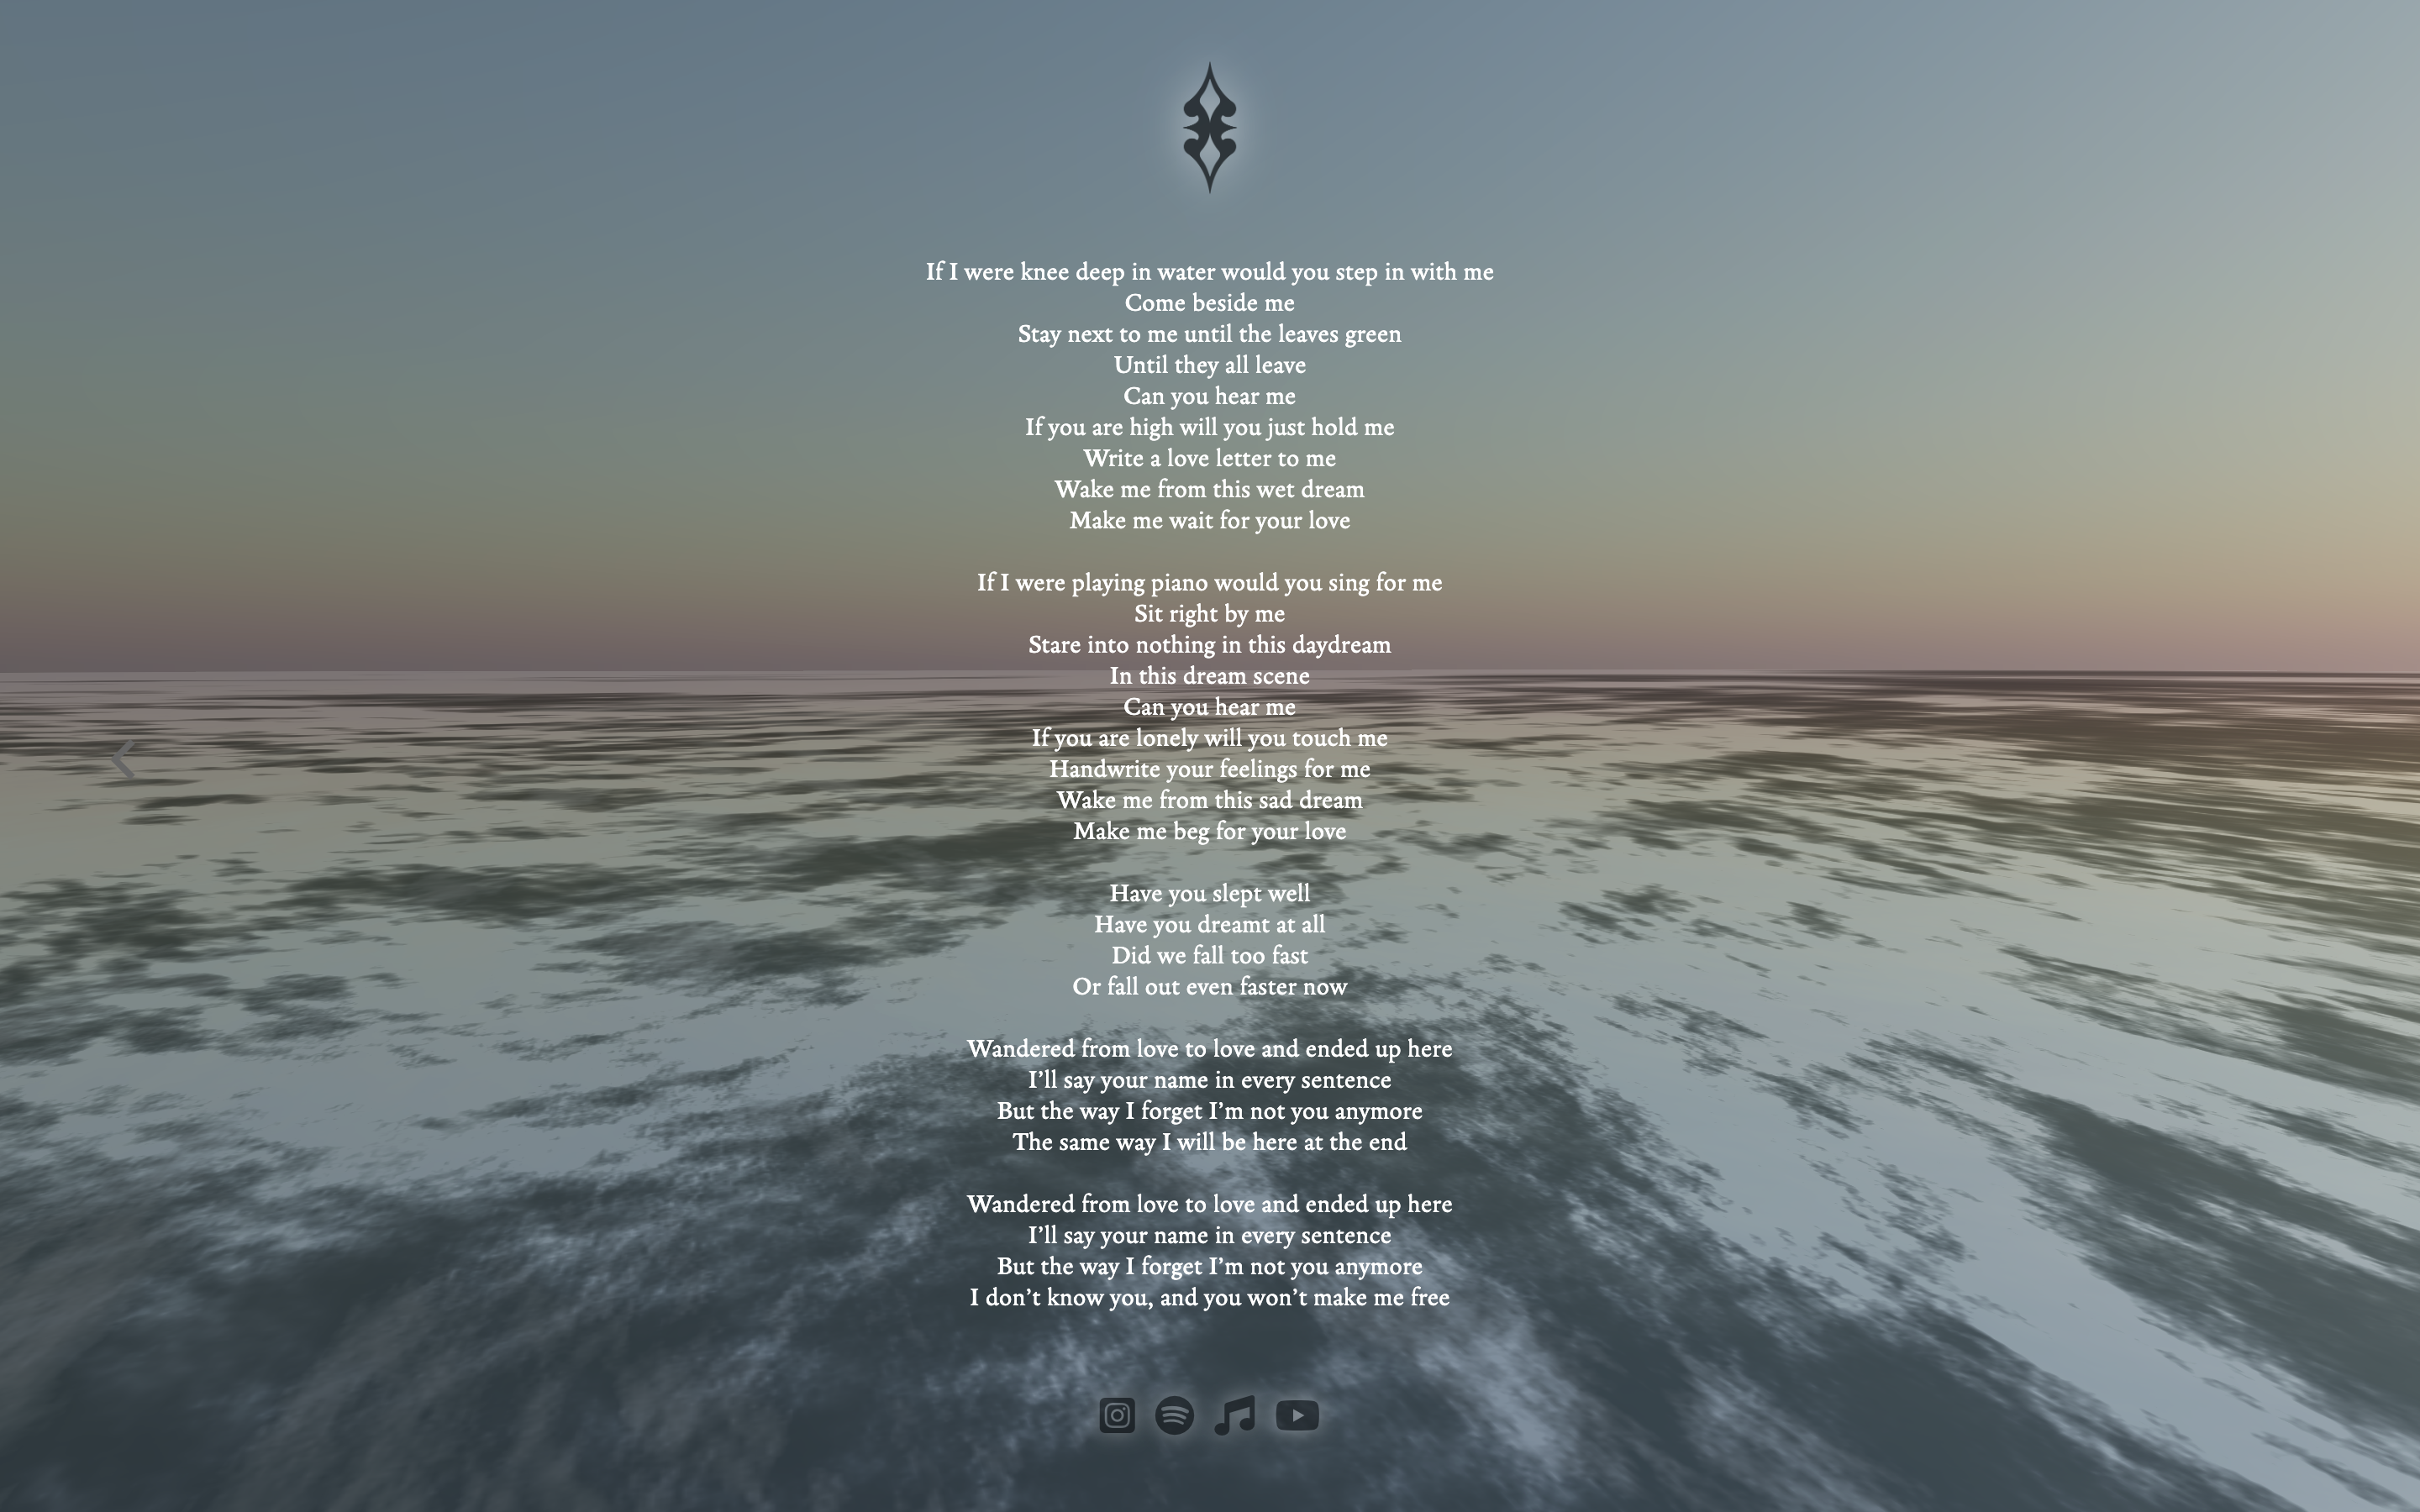 If I were knee deep in water would you step in with me
Come beside me
Stay next to me until the leaves green
Until they all leave
Can you hear me
If you are high will you just hold me
Write a love letter to me
Wake me from this wet dream
Make me wait for your love
If I were playing piano would you sing for me
Sit right by me
Stare into nothing in this daydream
In this dream scene
Can you hear me
If you are lonely will you touch me
Handwrite your feelings for me
Wake me from this sad dream
Make me beg for your love
Have you slept well
Have you dreamt at all
Did we fall too fast
Or fall out even faster now
Wandered from love to love and ended up here
I’ll say your name in every sentence
But the way I forget I’m not you anymore
The same way I will be here at the end
Wandered from love to love and ended up here
I’ll say your name in every sentence
But the way I forget I’m not you anymore
I don’t know you, and you won’t make me free